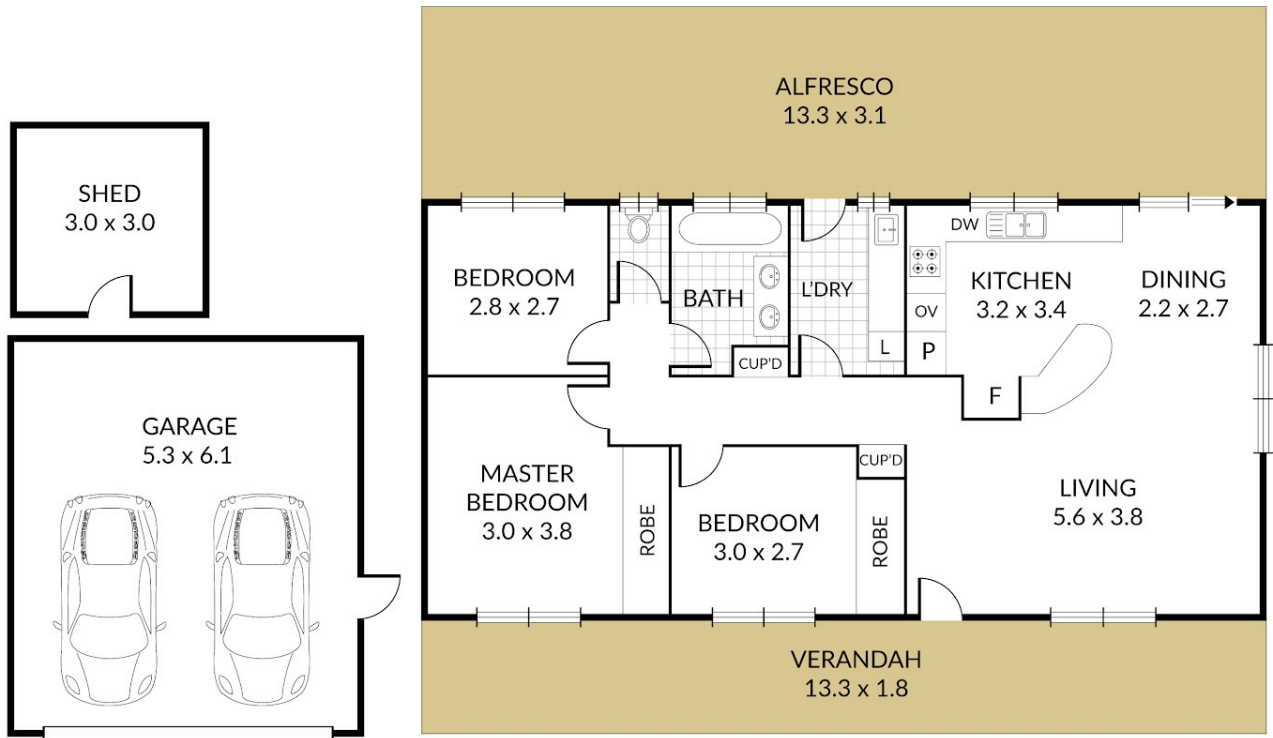 ALFRESCO
13.3 x 3.1
SHED
3.0 x 3.0
BEDROOM
2.8 x 2.7
BATH
L'DRY
DW
KITCHEN
3.2 x 3.4
DINING
2.2 x 2.7
OV
L
P
CUP'D
F
GARAGE
5.3 x 6.1
MASTER
BEDROOM
3.0 x 3.8
ROBE
BEDROOM
3.0 x 2.7
CUP'D
ROBE
LIVING
5.6 x 3.8
VERANDAH
13.3 x 1.8